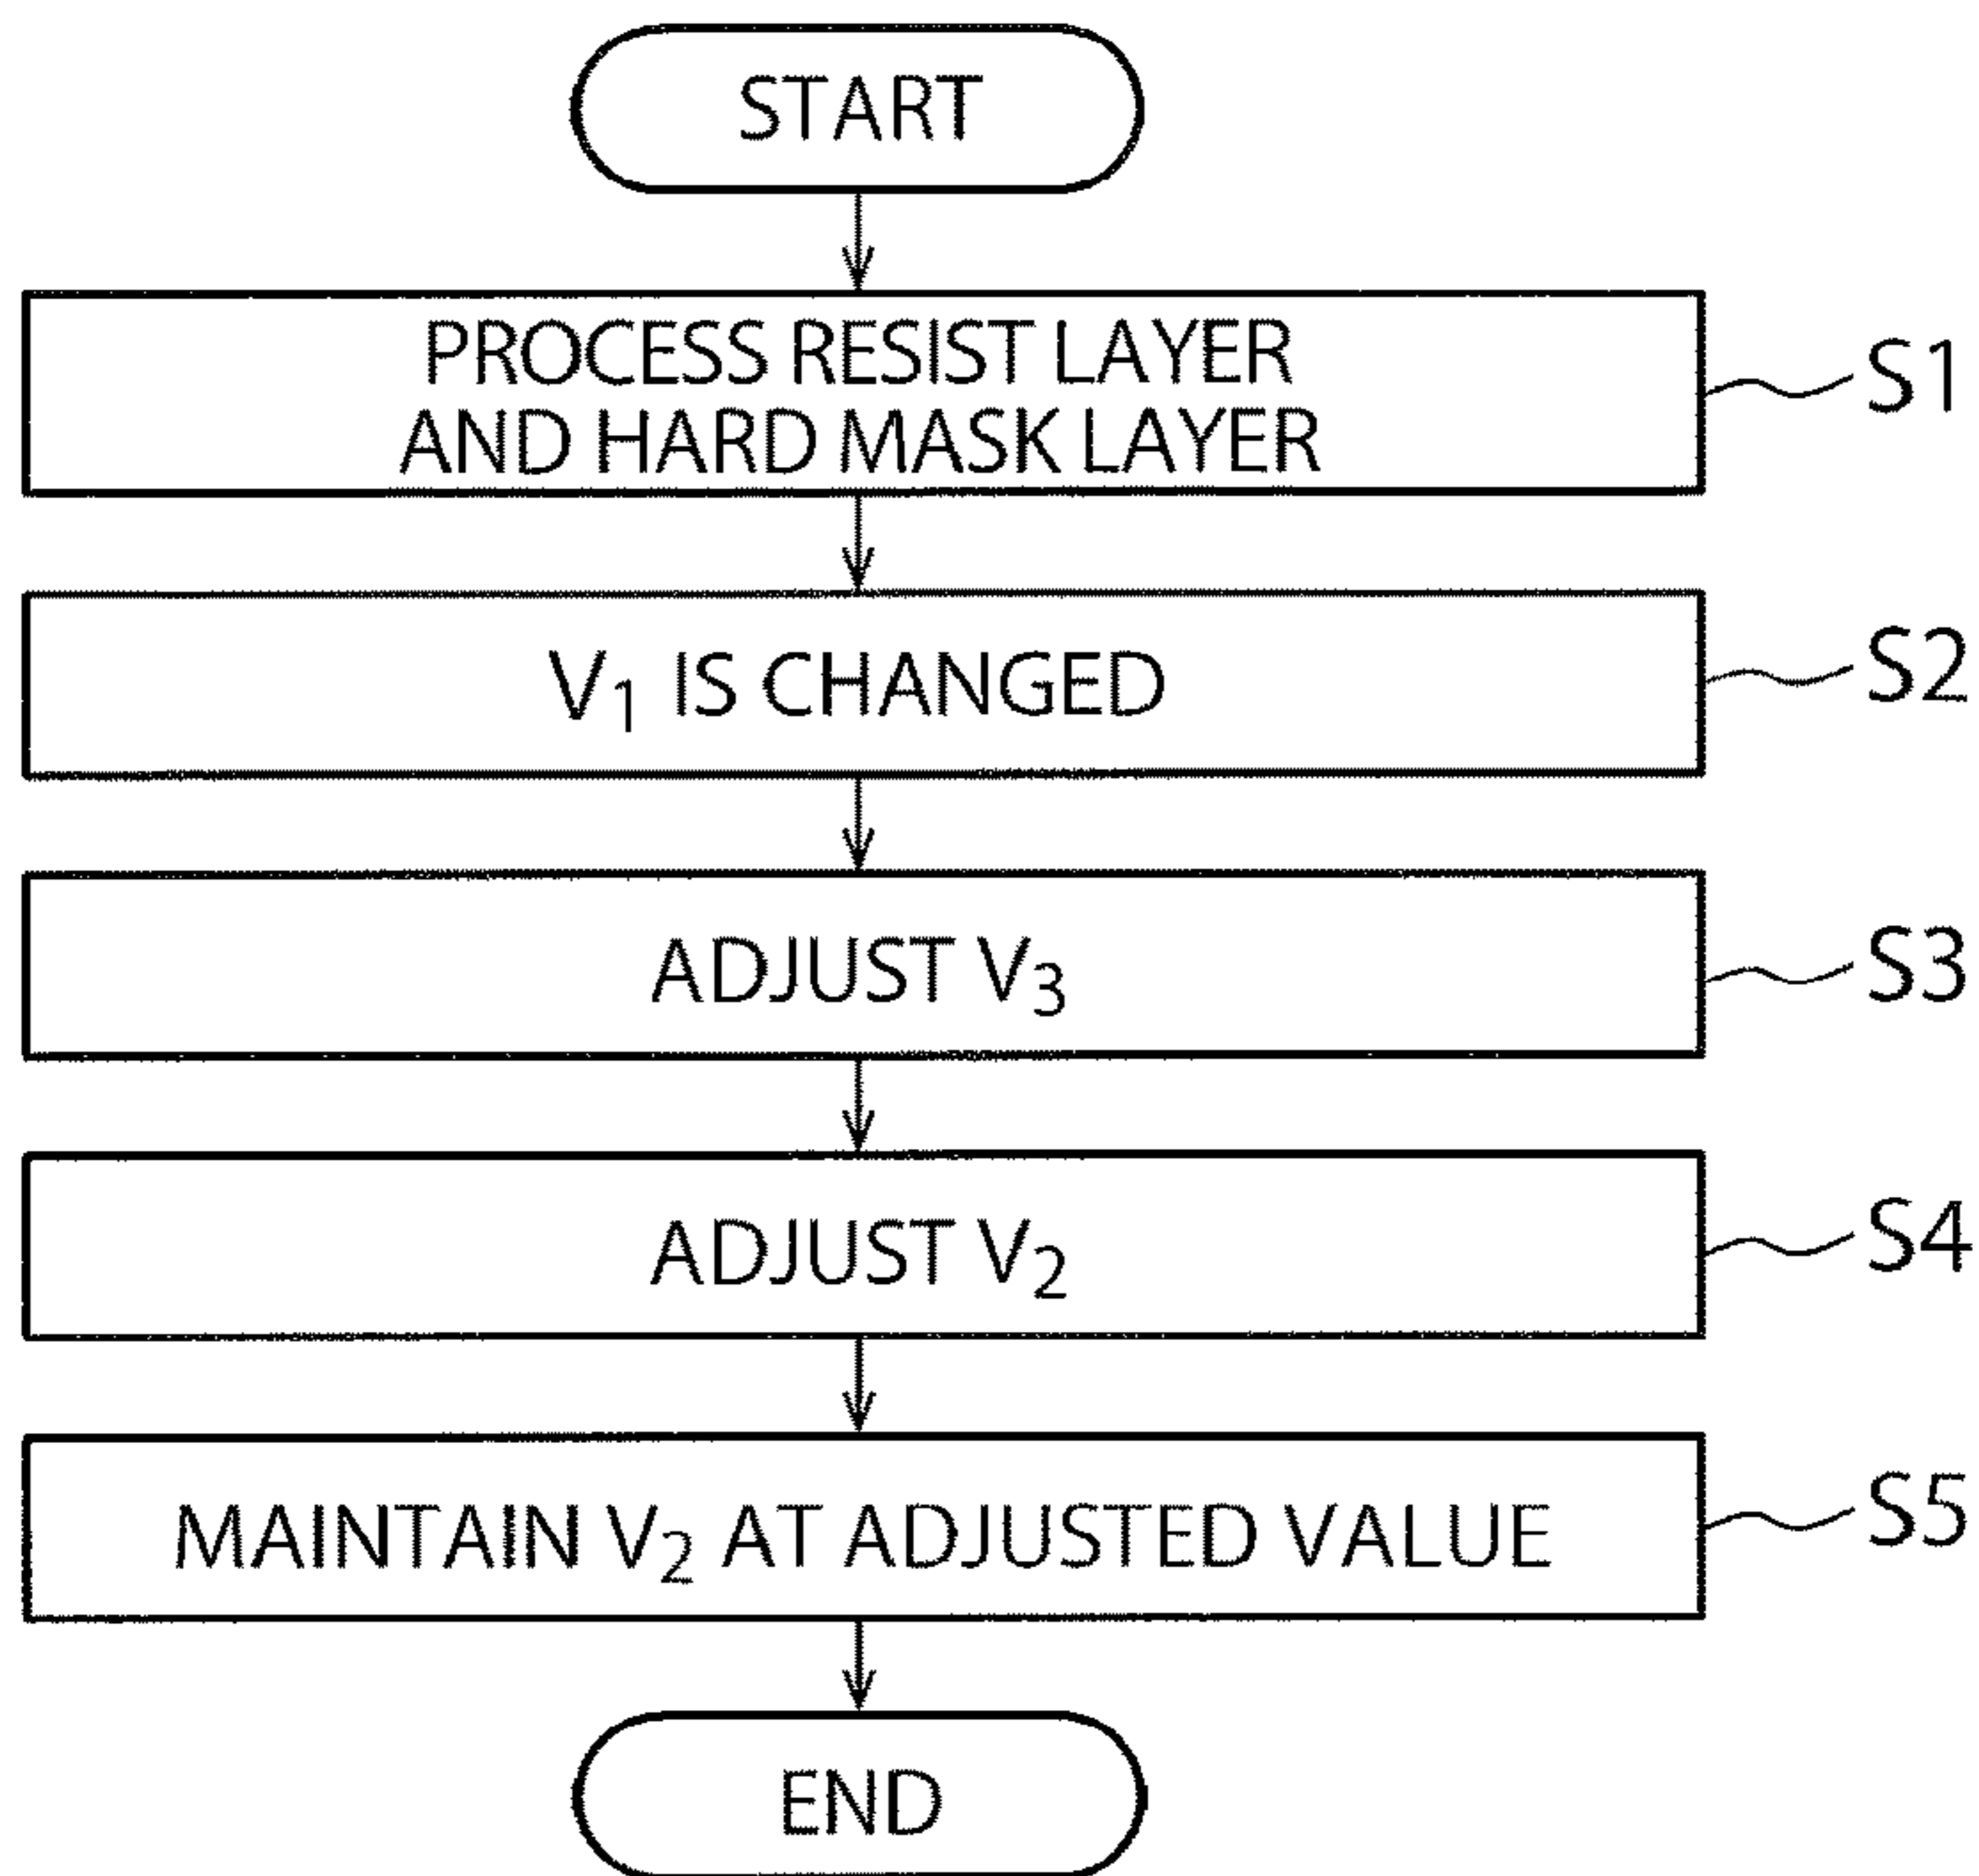 START
PROCESS RESIST LAYER
AND HARD MASK LAYER
S1
V₁ IS CHANGED
S2
ADJUST V₃
S3
ADJUST V₂
S4
MAINTAIN V₂ AT ADJUSTED VALUE
S5
END